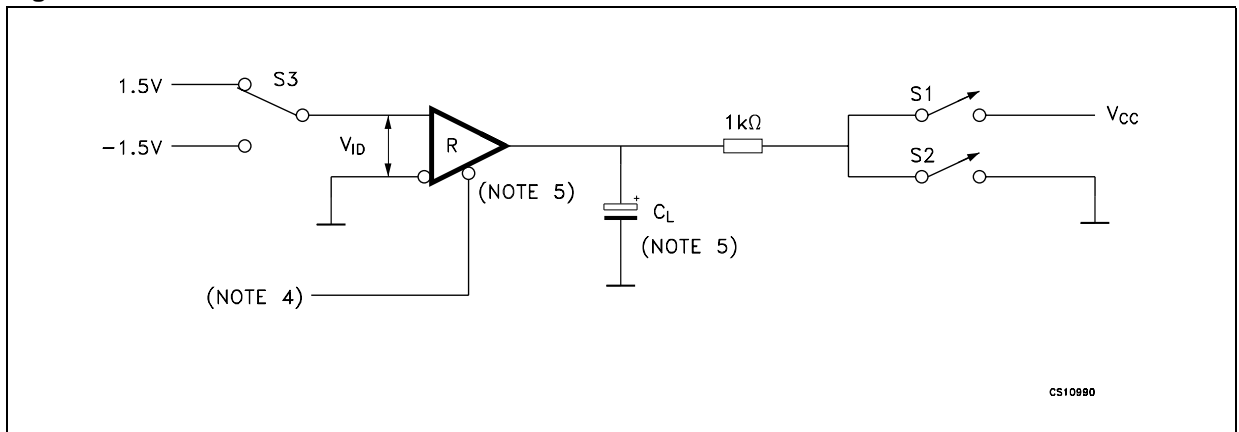 1.5V
S3
-1.5V
VID
R
(NOTE 5)
(NOTE 4)
CL
(NOTE 5)
1kΩ
S1
VCC
S2
CS10990